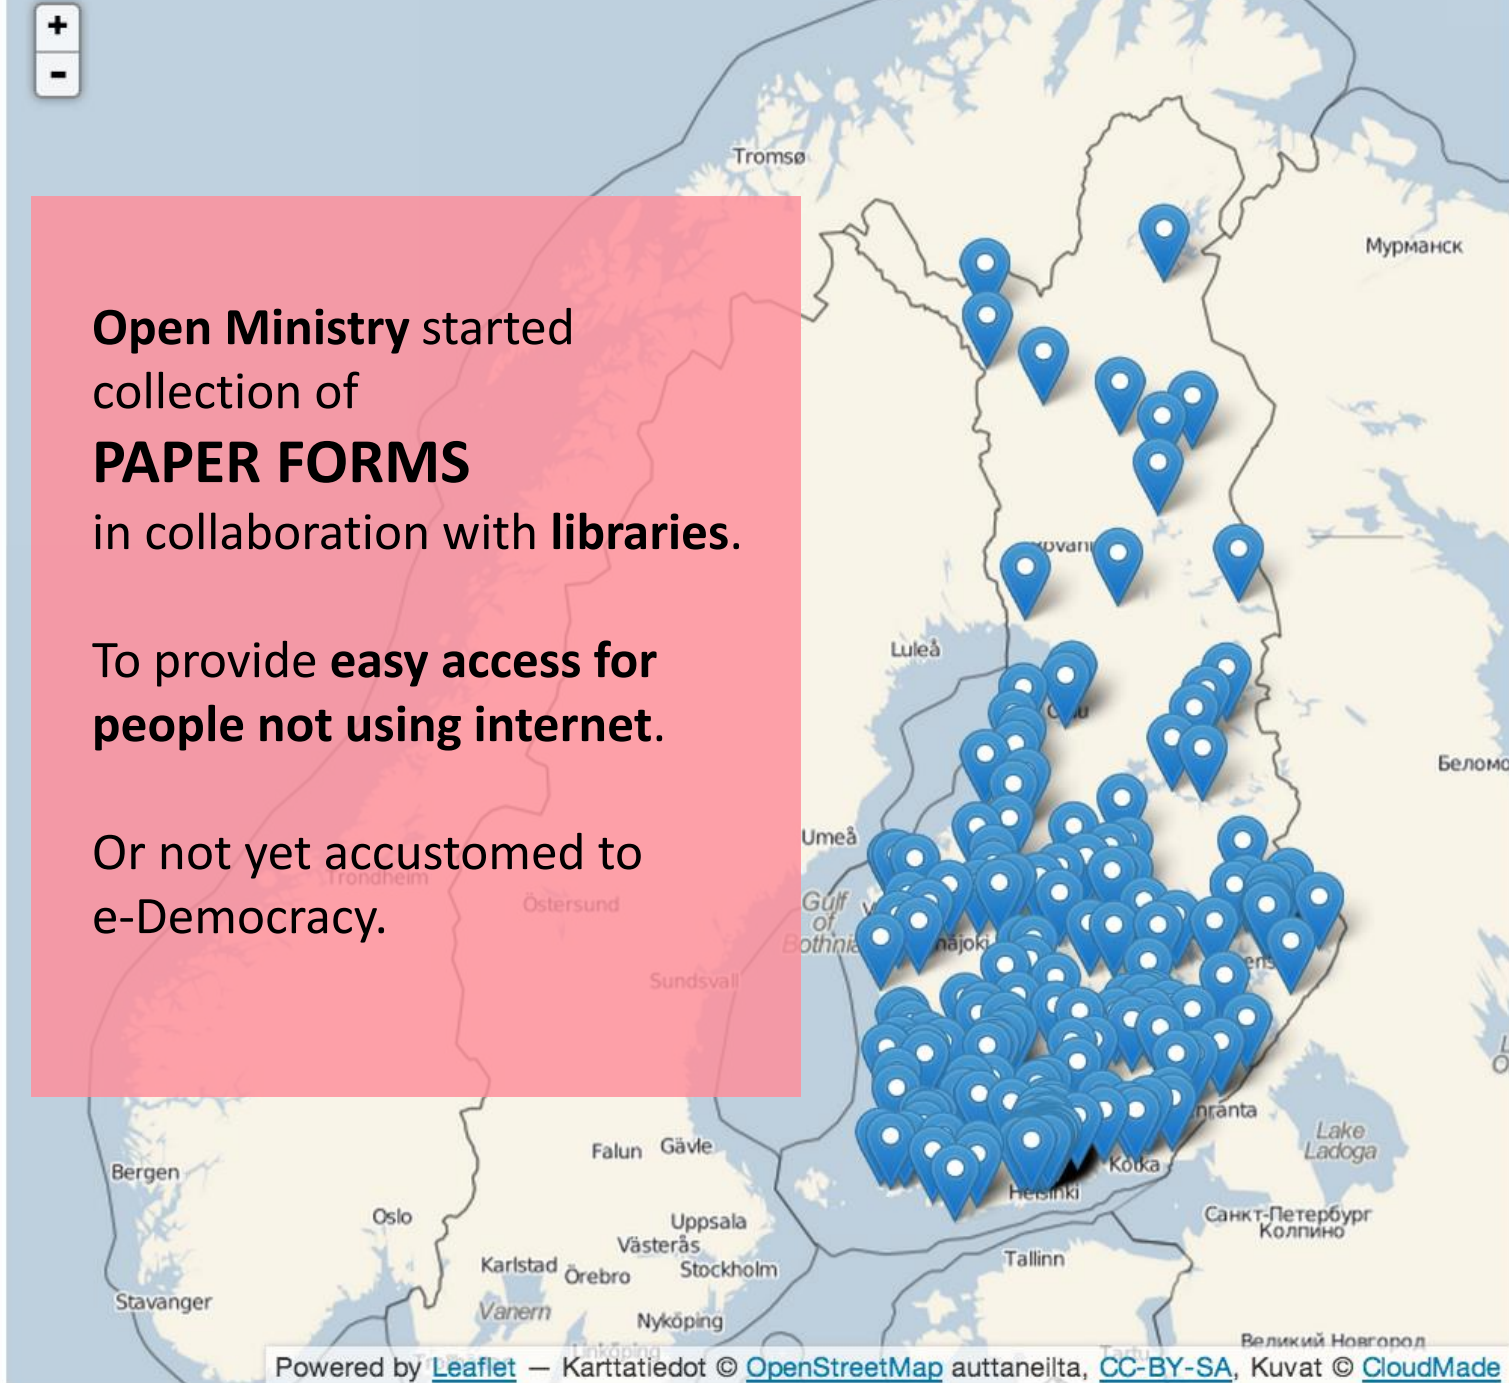 +
-
Tromsø
Мурманск
Open Ministry started
collection of
PAPER FORMS
in collaboration with libraries.
To provide easy access for
people not using internet.
Or not yet accustomed to
e-Democracy.
Luleå
Беломо
Umeå
Trondheim
Östersund
Gulf
of
Bothnia
Sundsvall
Falun
Gävle
Kotka
Lake
Ladoga
Bergen
Helsinki
Oslo
Uppsala
Санкт-Петербург
Колпино
Västerås
Karlstad
Örebro
Stockholm
Tallinn
Stavanger
Vanern
Nyköping
Linköping
Tartu
Великий Новгород
Powered by Leaflet — Karttatiedot © OpenStreetMap auttaneilta, CC-BY-SA, Kuvat © CloudMade